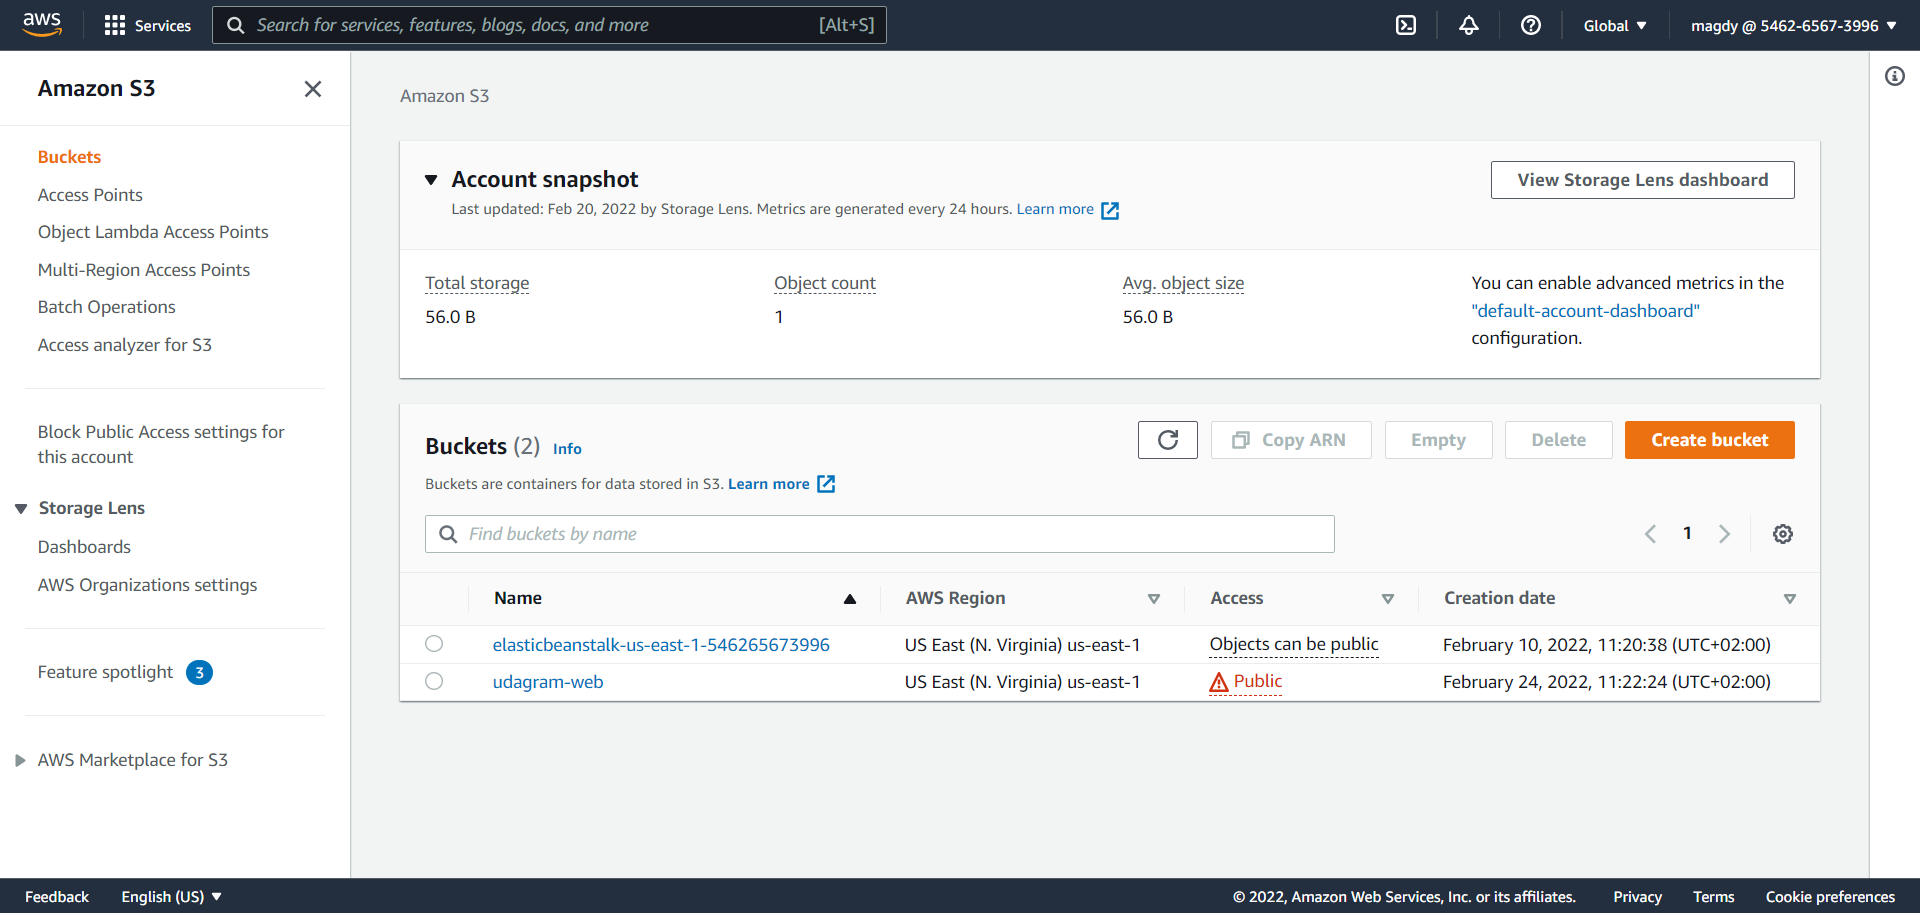 aws
Services
Search for services, features, blogs, docs, and more [Alt+S]
Global
magdy @ 5462-6567-3996
Amazon S3
Buckets
Access Points
Object Lambda Access Points
Multi-Region Access Points
Batch Operations
Access analyzer for S3
Block Public Access settings for
this account
Storage Lens
Dashboards
AWS Organizations settings
Feature spotlight 3
AWS Marketplace for S3
Amazon S3
Account snapshot
View Storage Lens dashboard
Last updated: Feb 20, 2022 by Storage Lens. Metrics are generated every 24 hours. Learn more
Total storage
56.0 B
Object count
1
Avg. object size
56.0 B
You can enable advanced metrics in the
"default-account-dashboard"
configuration.
Buckets (2) Info
Copy ARN
Empty
Delete
Create bucket
Buckets are containers for data stored in S3. Learn more
Find buckets by name
1
Name AWS Region Access Creation date
elasticbeanstalk-us-east-1-546265673996 US East (N. Virginia) us-east-1 Objects can be public February 10, 2022, 11:20:38 (UTC+02:00)
udagram-web US East (N. Virginia) us-east-1 Public February 24, 2022, 11:22:24 (UTC+02:00)
Feedback
English (US)
© 2022, Amazon Web Services, Inc. or its affiliates.
Privacy
Terms
Cookie preferences